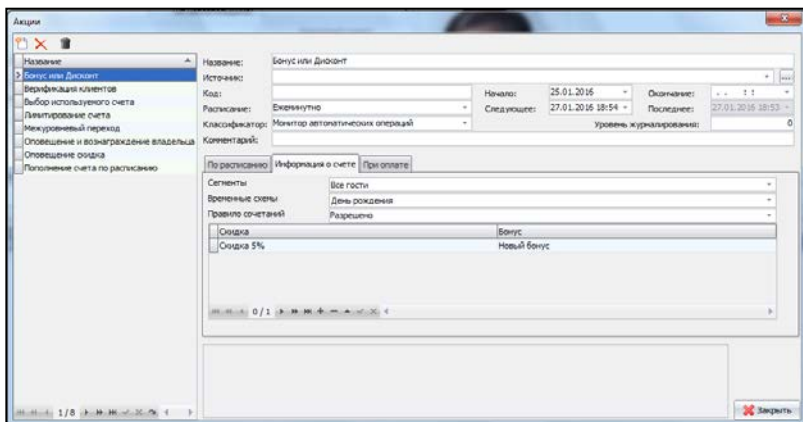 Акции
Название
Бонус или Дисконт
Верификация клиентов
Выбор используемого счета
Лимитирование счета
Межуровневый переход
Оповещение и вознаграждение владельца
Оповещение скидка
Пополнение счета по расписанию
1/8
Название: Бонус или Дисконт
Источник:
Код: Начало: 25.01.2016 Окончание: . . : :
Расписание: Ежеминутно Следующее: 27.01.2016 18:54 Последнее: 27.01.2016 18:53
Классификатор: Монитор автоматических операций Уровень журналирования: 0
Комментарий:
По расписанию Информация о счете При оплате
Сегменты Все гости
Временные схемы День рождения
Правило сочетаний Разрешено
Скидка Бонус
Скидка 5% Новый бонус
0/1
Закрыть